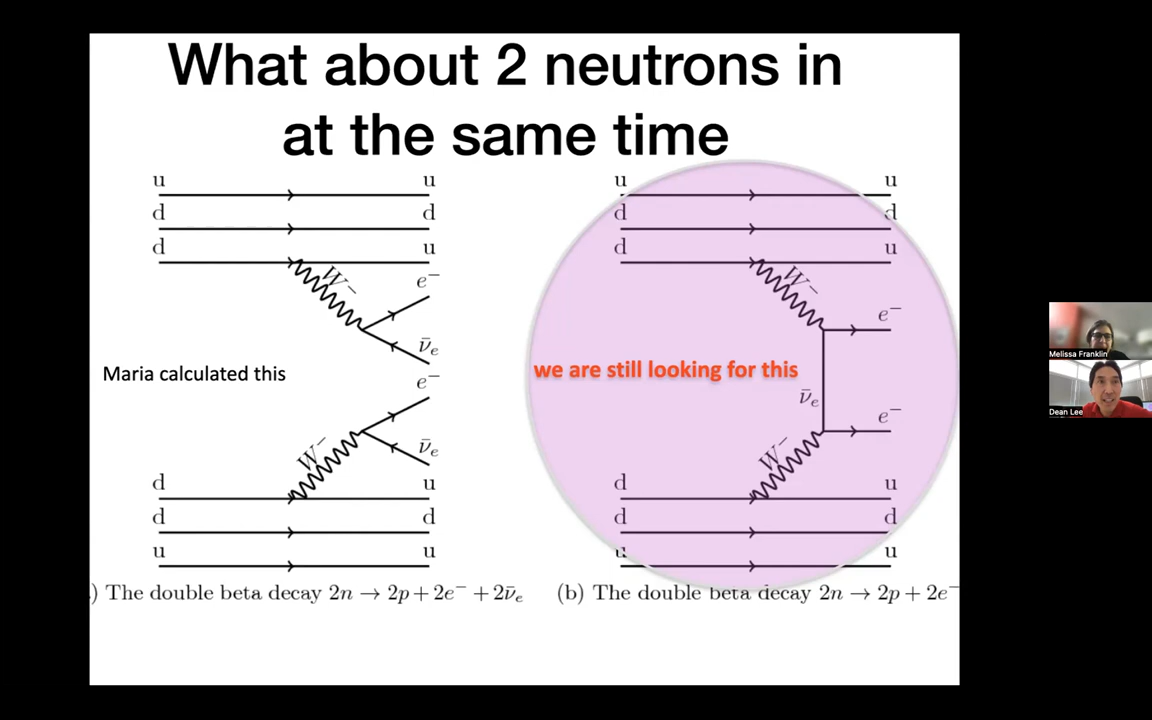 What about 2 neutrons in
at the same time
u u
d d
d u
W⁻
e⁻
ν̄ₑ
Maria calculated this
e⁻
ν̄ₑ
W⁻
d u
d d
u u
) The double beta decay 2n → 2p + 2e⁻ + 2ν̄ₑ
u u
d d
d u
W⁻
e⁻
we are still looking for this
ν̄ₑ
e⁻
W⁻
d u
d d
u u
(b) The double beta decay 2n → 2p + 2e⁻
Melissa Franklin
Dean Lee